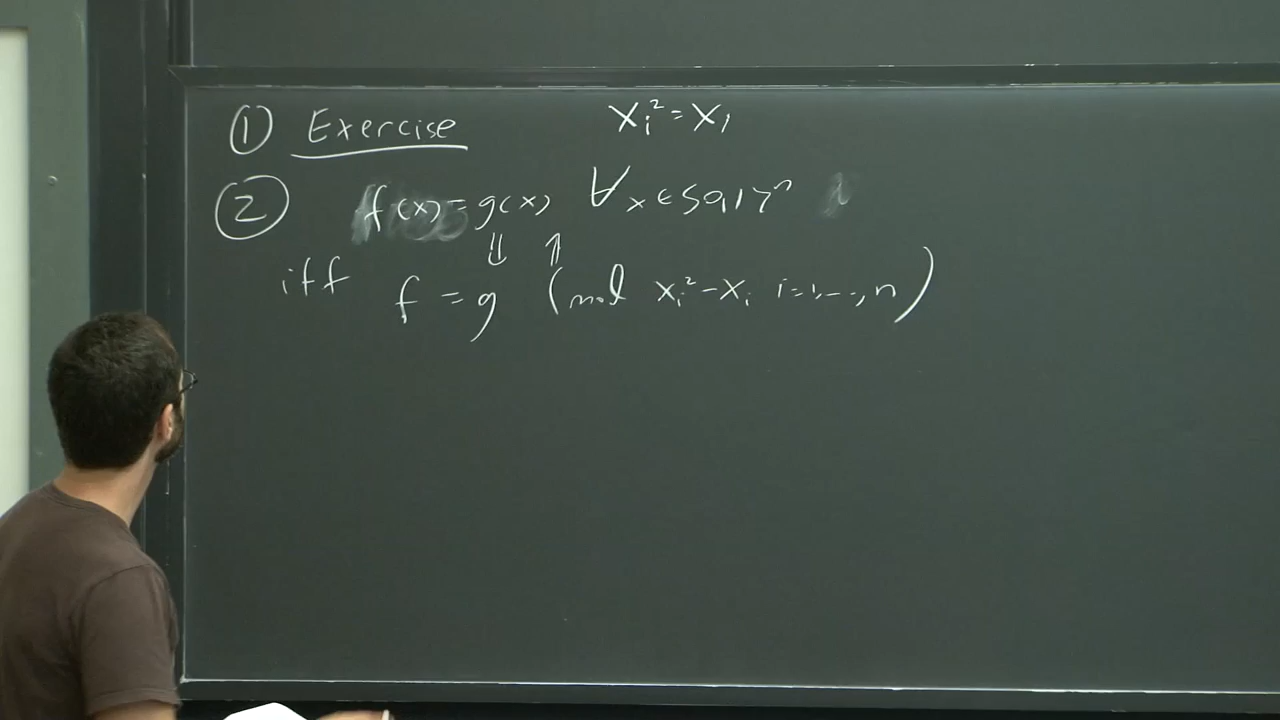 ① Exercise xᵢ² = xᵢ
② f(x) = g(x) ∀ x ∈ {0,1}ⁿ
⇓ ⇑
iff f = g (mod xᵢ² - xᵢ i=1,...,n)